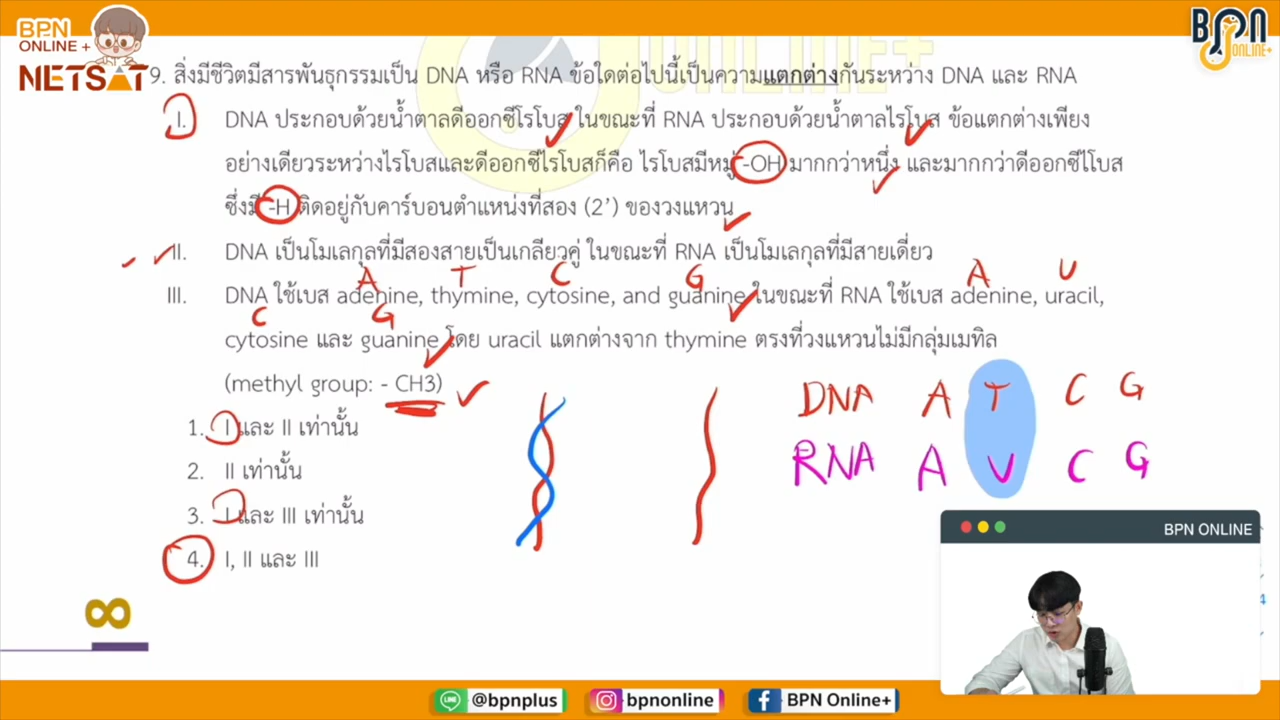 BPN
ONLINE +
NETSAT
BPN
ONLINE+
9. สิ่งมีชีวิตมีสารพันธุกรรมเป็น DNA หรือ RNA ข้อใดต่อไปนี้เป็นความแตกต่างกันระหว่าง DNA และ RNA
I. DNA ประกอบด้วยน้ำตาลดีออกซีไรโบส ในขณะที่ RNA ประกอบด้วยน้ำตาลไรโบส ข้อแตกต่างเพียง
อย่างเดียวระหว่างไรโบสและดีออกซีไรโบสก็คือ ไรโบสมีหมู่ -OH มากกว่าหนึ่ง และมากกว่าดีออกซีไโบส
ซึ่งมี -H ติดอยู่กับคาร์บอนตำแหน่งที่สอง (2’) ของวงแหวน
II. DNA เป็นโมเลกุลที่มีสองสายเป็นเกลียวคู่ ในขณะที่ RNA เป็นโมเลกุลที่มีสายเดี่ยว
A T C G A U
III. DNA ใช้เบส adenine, thymine, cytosine, and guanine ในขณะที่ RNA ใช้เบส adenine, uracil,
C G
cytosine และ guanine โดย uracil แตกต่างจาก thymine ตรงที่วงแหวนไม่มีกลุ่มเมทิล
(methyl group: - CH3)
1. I และ II เท่านั้น
2. II เท่านั้น
3. I และ III เท่านั้น
4. I, II และ III
DNA A T C G
RNA A U C G
BPN ONLINE
8
@bpnplus
bpnonline
BPN Online+